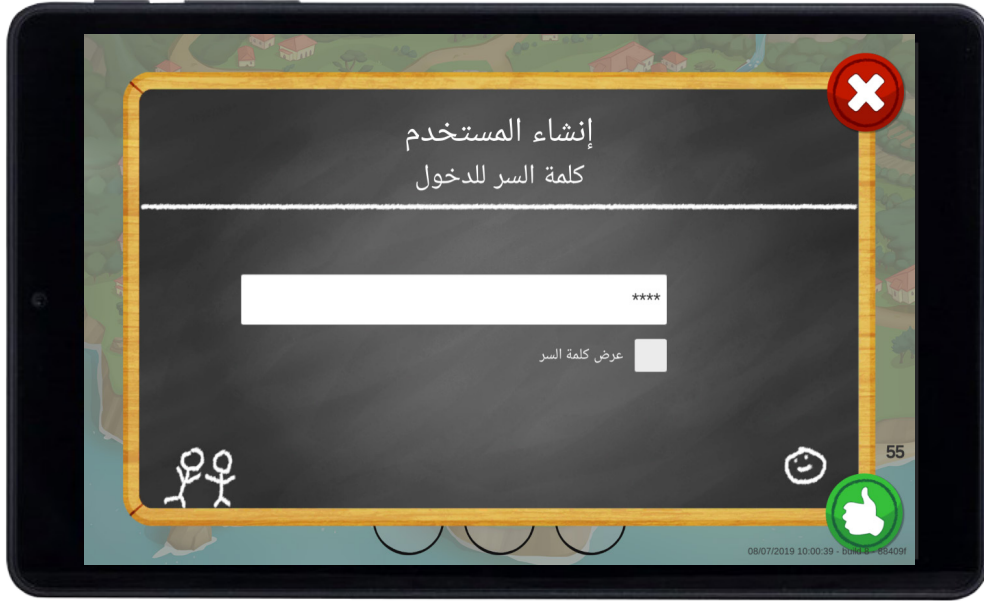 إنشاء المستخدم
كلمة السر للدخول
****
عرض كلمة السر
55
08/07/2019 10:00:39 - build 8 - 88409f